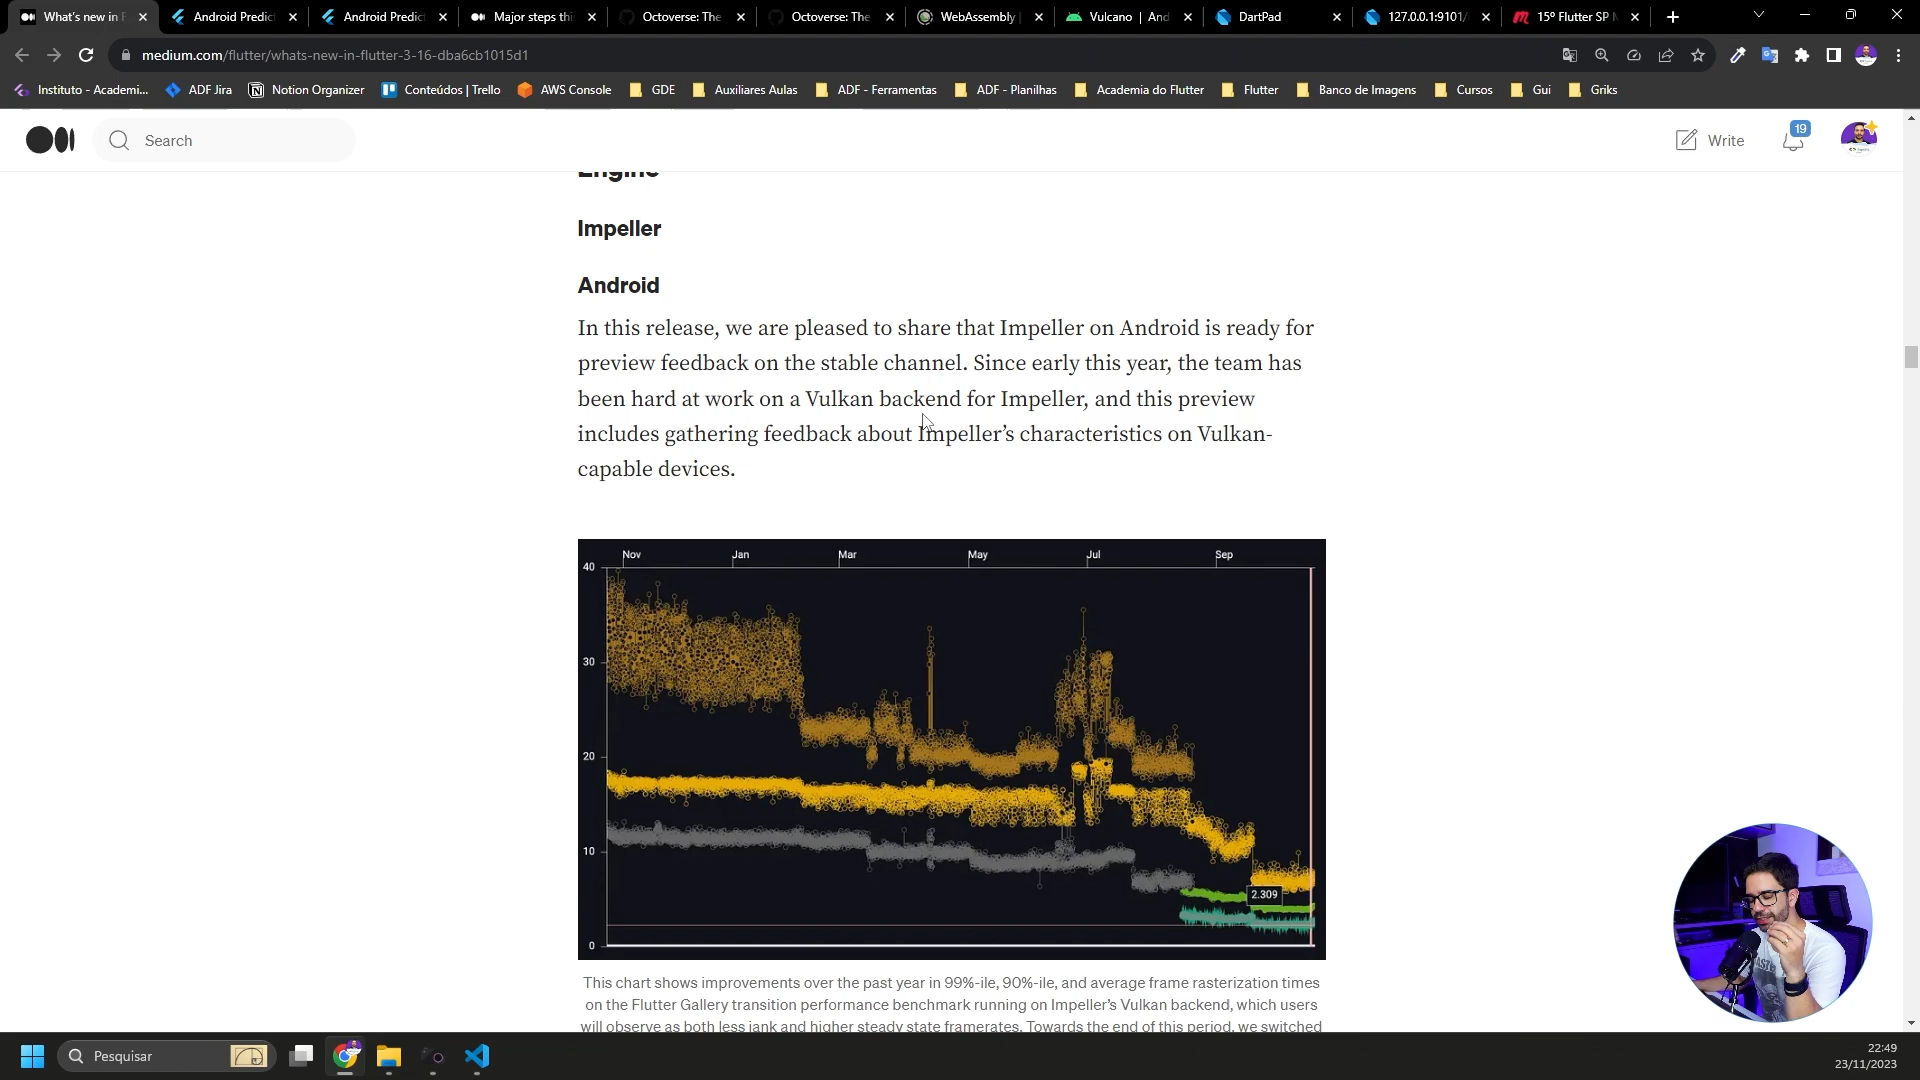 What's new in F
Android Predic
Android Predic
Major steps thi
Octoverse: The
Octoverse: The
WebAssembly
Vulcano | And
DartPad
127.0.0.1:9101/
15º Flutter SP M
medium.com/flutter/whats-new-in-flutter-3-16-dba6cb1015d1
Instituto - Academi...
ADF Jira
Notion Organizer
Conteúdos | Trello
AWS Console
GDE
Auxiliares Aulas
ADF - Ferramentas
ADF - Planilhas
Academia do Flutter
Flutter
Banco de Imagens
Cursos
Gui
Griks
Search
Write
19
Engine
Impeller
Android
In this release, we are pleased to share that Impeller on Android is ready for
preview feedback on the stable channel. Since early this year, the team has
been hard at work on a Vulkan backend for Impeller, and this preview
includes gathering feedback about Impeller's characteristics on Vulkan-
capable devices.
Nov Jan Mar May Jul Sep
40
30
20
10
2.309
0
This chart shows improvements over the past year in 99%-ile, 90%-ile, and average frame rasterization times
on the Flutter Gallery transition performance benchmark running on Impeller's Vulkan backend, which users
will observe as both less jank and higher steady state framerates. Towards the end of this period, we switched
Pesquisar
22:49
23/11/2023